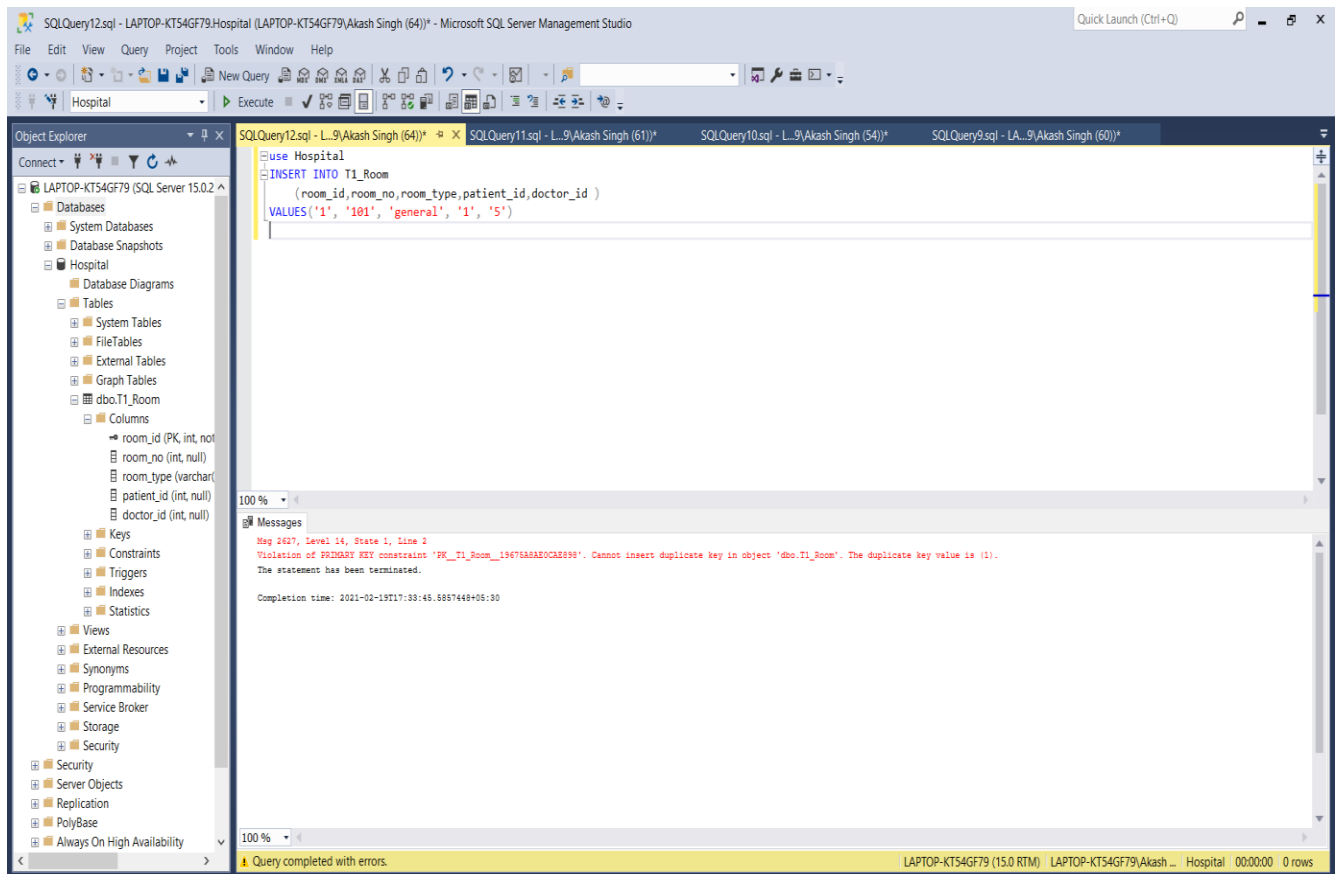 SQLQuery12.sql - LAPTOP-KT54GF79.Hospital (LAPTOP-KT54GF79\Akash Singh (64))* - Microsoft SQL Server Management Studio
Quick Launch (Ctrl+Q)
File Edit View Query Project Tools Window Help
New Query MDX DMX XMLA DAX
Hospital Execute
Object Explorer
SQLQuery12.sql - L...9\Akash Singh (64))* SQLQuery11.sql - L...9\Akash Singh (61))* SQLQuery10.sql - L...9\Akash Singh (54))* SQLQuery9.sql - LA...9\Akash Singh (60))*
Connect
LAPTOP-KT54GF79 (SQL Server 15.0.2
Databases
System Databases
Database Snapshots
Hospital
Database Diagrams
Tables
System Tables
FileTables
External Tables
Graph Tables
dbo.T1_Room
Columns
room_id (PK, int, not
room_no (int, null)
room_type (varchar(
patient_id (int, null)
doctor_id (int, null)
Keys
Constraints
Triggers
Indexes
Statistics
Views
External Resources
Synonyms
Programmability
Service Broker
Storage
Security
Security
Server Objects
Replication
PolyBase
Always On High Availability
use Hospital
INSERT INTO T1_Room
(room_id,room_no,room_type,patient_id,doctor_id )
VALUES('1', '101', 'general', '1', '5')
100 %
Messages
Msg 2627, Level 14, State 1, Line 2
Violation of PRIMARY KEY constraint 'PK__T1_Room__19675A8AE0CAE898'. Cannot insert duplicate key in object 'dbo.T1_Room'. The duplicate key value is (1).
The statement has been terminated.
Completion time: 2021-02-19T17:33:45.5857448+05:30
100 %
Query completed with errors.
LAPTOP-KT54GF79 (15.0 RTM) LAPTOP-KT54GF79\Akash ... Hospital 00:00:00 0 rows